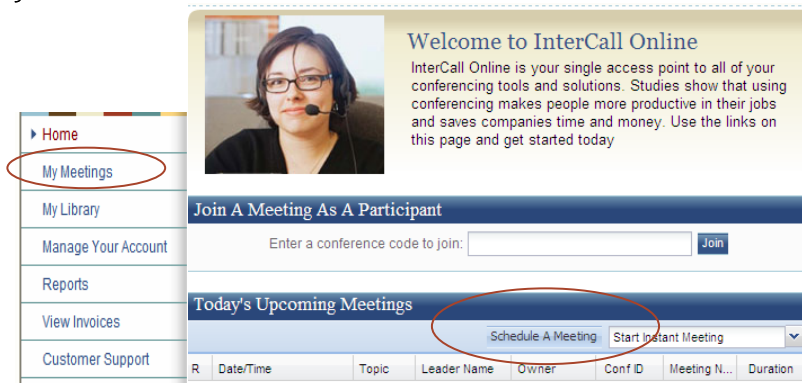 Home
My Meetings
My Library
Manage Your Account
Reports
View Invoices
Customer Support
Welcome to InterCall Online
InterCall Online is your single access point to all of your
conferencing tools and solutions. Studies show that using
conferencing makes people more productive in their jobs
and saves companies time and money. Use the links on
this page and get started today
Join A Meeting As A Participant
Enter a conference code to join: Join
Today's Upcoming Meetings
Schedule A Meeting Start Instant Meeting
R Date/Time Topic Leader Name Owner Conf ID Meeting N... Duration